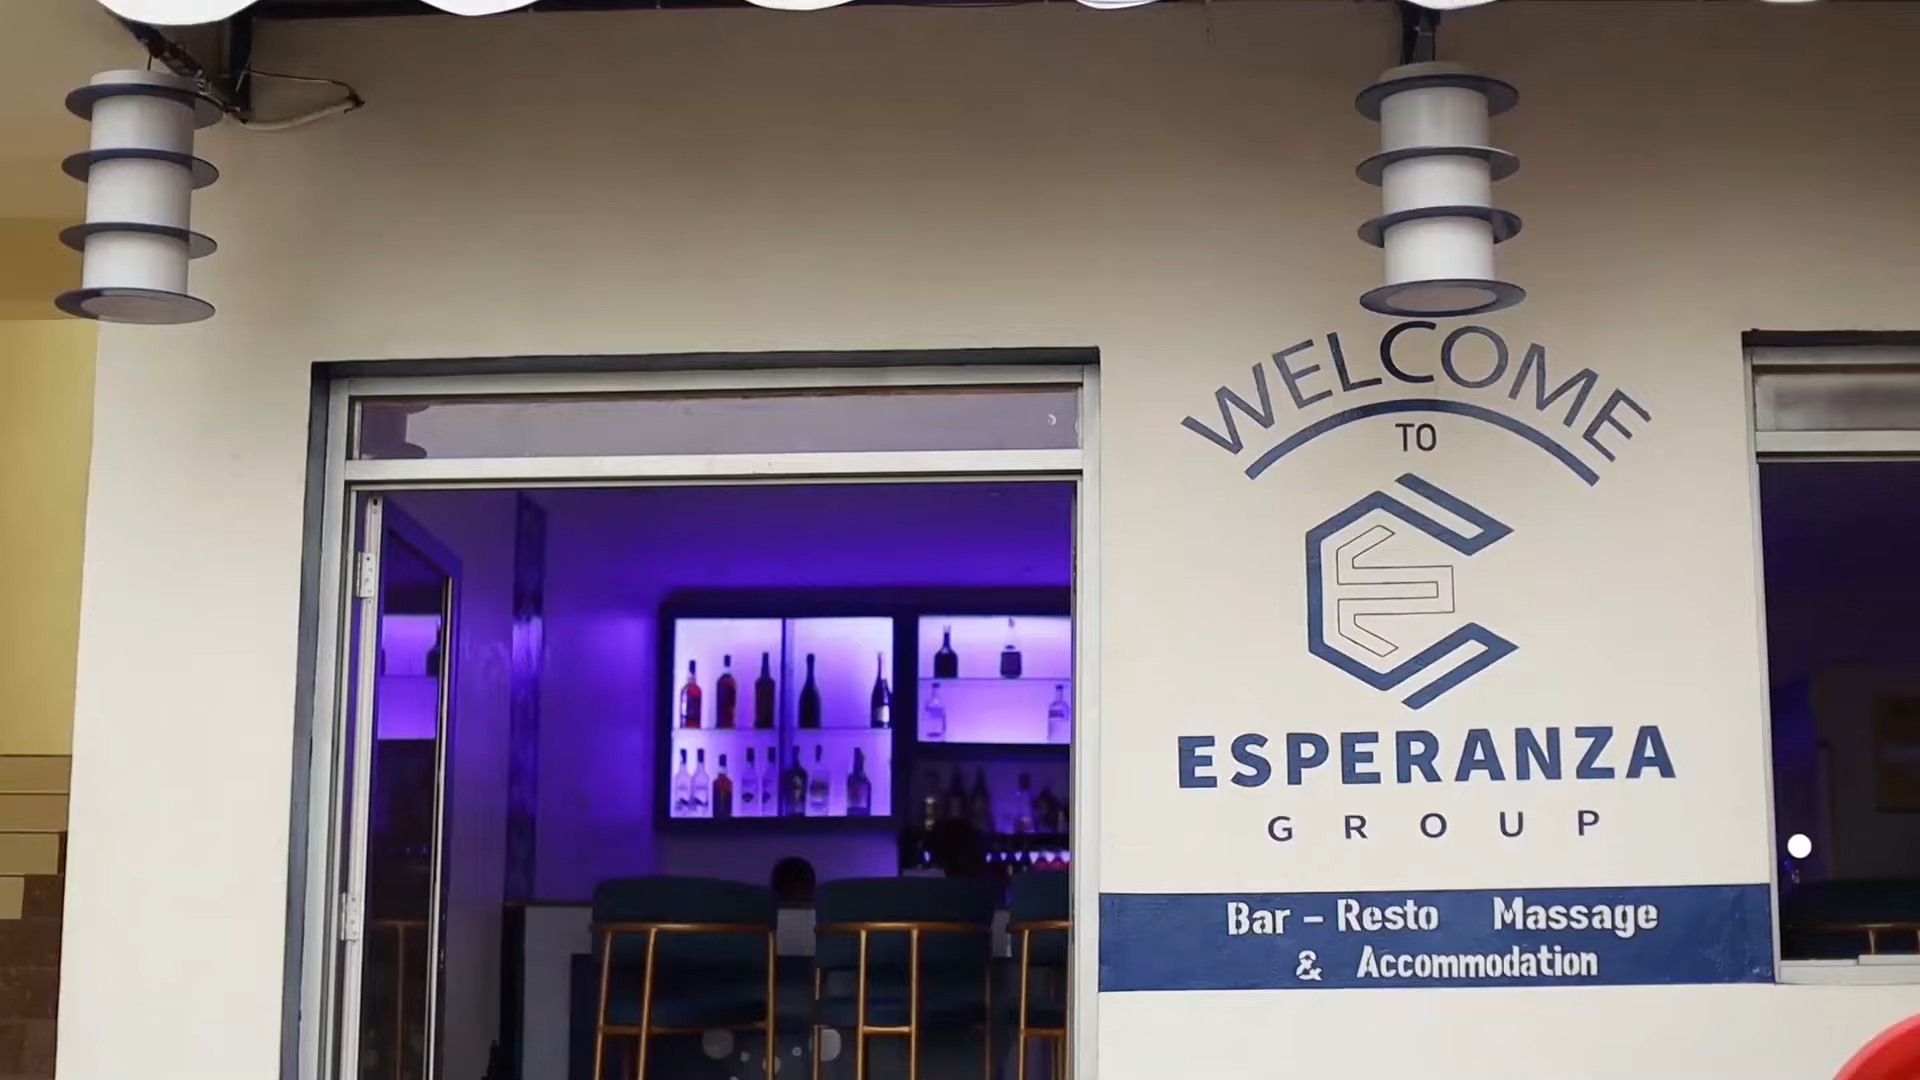 WELCOME
TO
ESPERANZA
GROUP
Bar - Resto Massage
& Accommodation